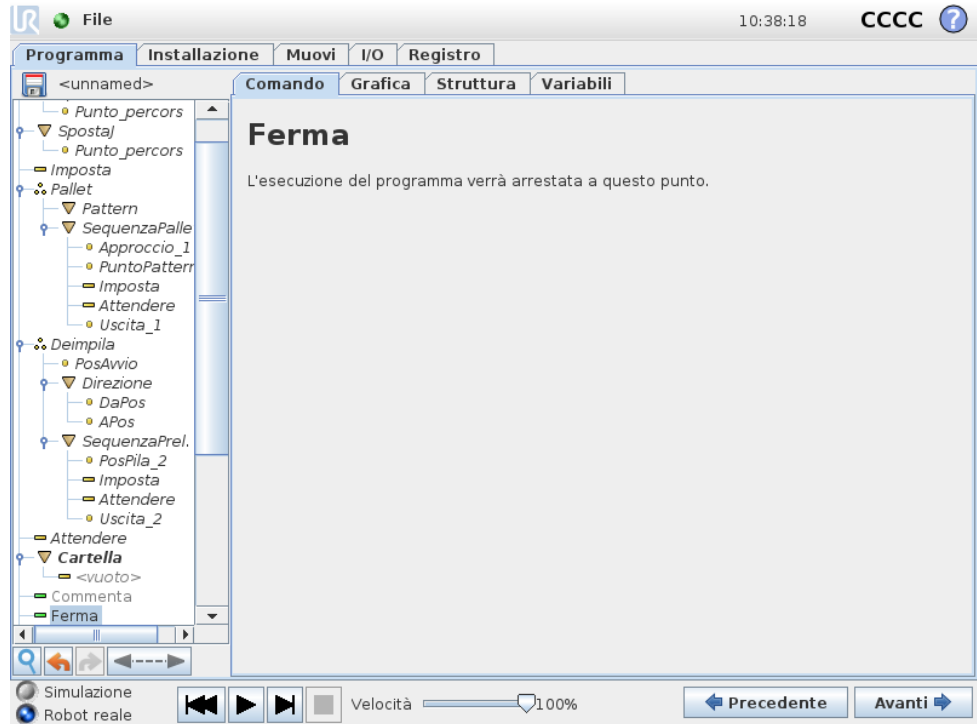 UR File 10:38:18 CCCC ?
Programma Installazione Muovi I/O Registro
<unnamed> Comando Grafica Struttura Variabili
Punto_percors
SpostaJ
Punto_percors
Imposta
Pallet
Pattern
SequenzaPalle
Approccio_1
PuntoPattern
Imposta
Attendere
Uscita_1
Deimpila
PosAvvio
Direzione
DaPos
APos
SequenzaPrel.
PosPila_2
Imposta
Attendere
Uscita_2
Attendere
Cartella
<vuoto>
Commenta
Ferma
Ferma
L'esecuzione del programma verrà arrestata a questo punto.
Simulazione
Robot reale
Velocità 100% Precedente Avanti